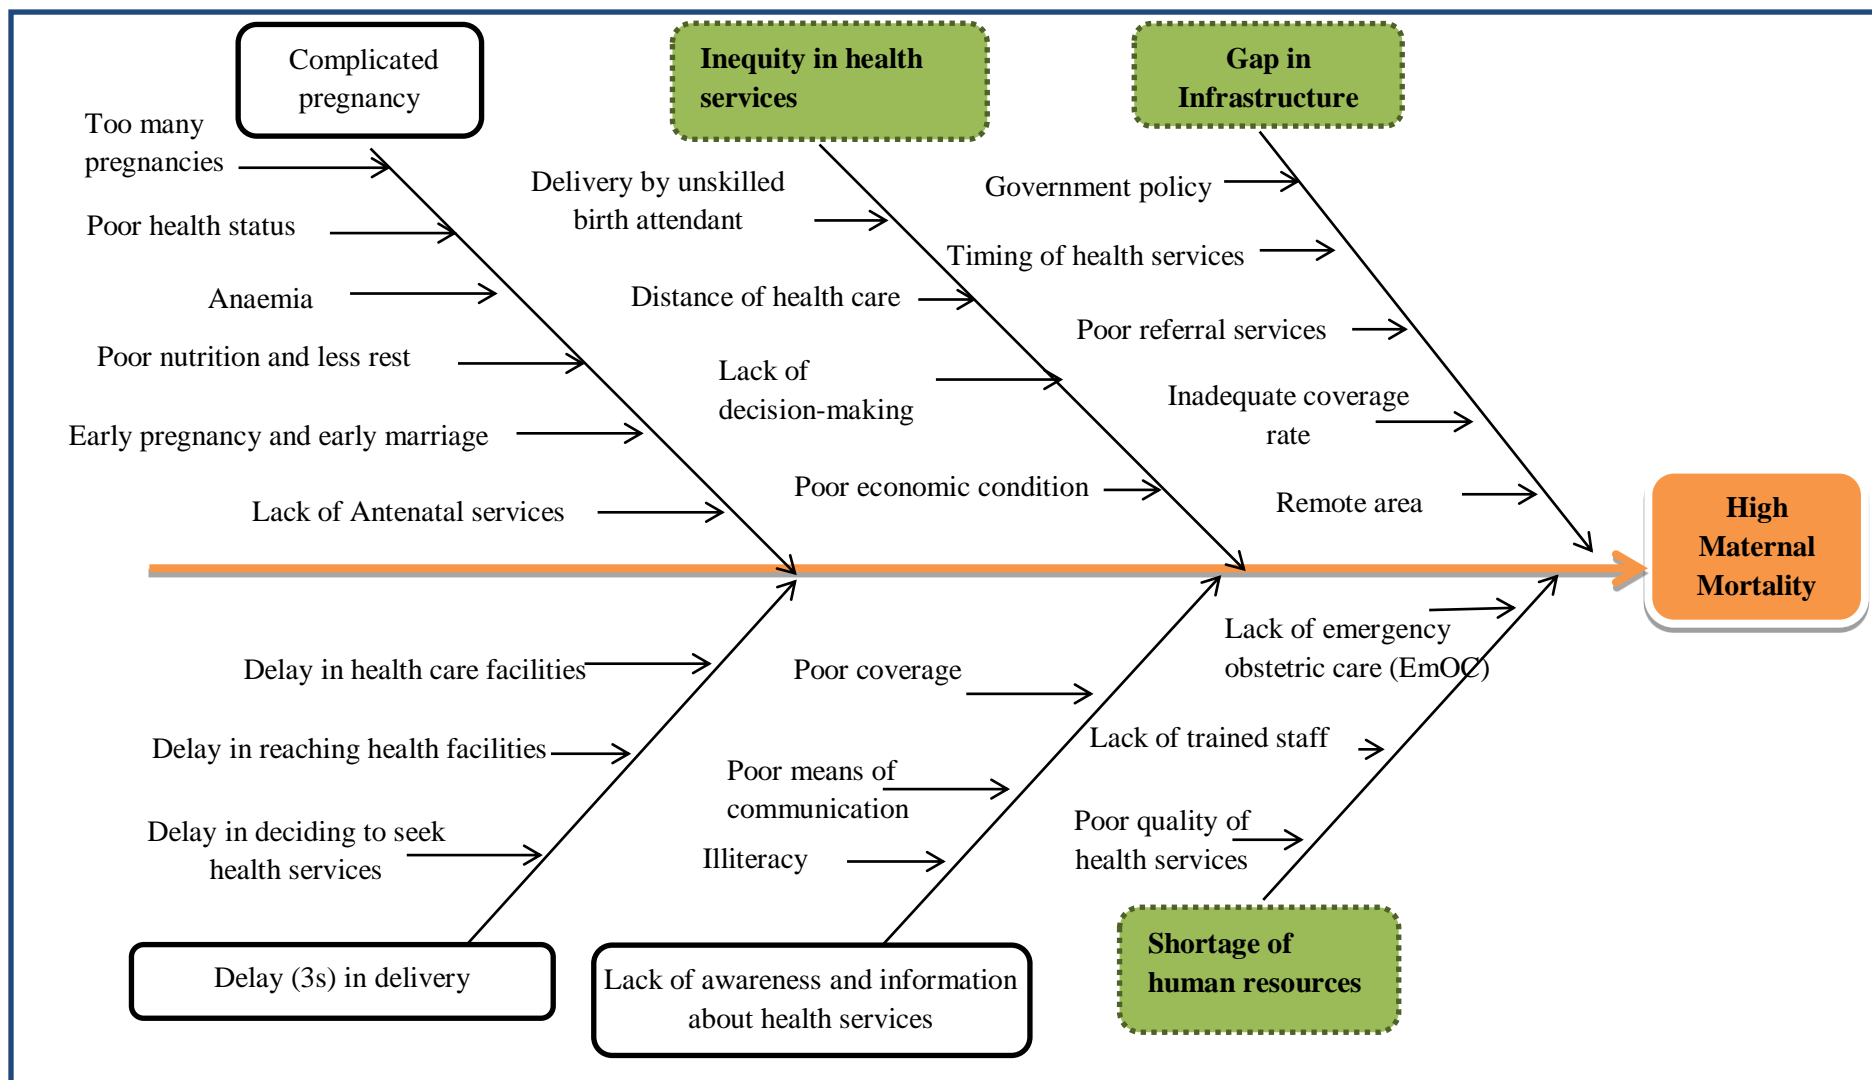 Complicated
pregnancy
Inequity in health
services
Gap in
Infrastructure
Too many
pregnancies
Poor health status
Anaemia
Poor nutrition and less rest
Early pregnancy and early marriage
Lack of Antenatal services
Delivery by unskilled
birth attendant
Distance of health care
Lack of
decision-making
Poor economic condition
Government policy
Timing of health services
Poor referral services
Inadequate coverage
rate
Remote area
High
Maternal
Mortality
Delay in health care facilities
Delay in reaching health facilities
Delay in deciding to seek
health services
Poor coverage
Poor means of
communication
Illiteracy
Lack of emergency
obstetric care (EmOC)
Lack of trained staff
Poor quality of
health services
Delay (3s) in delivery
Lack of awareness and information
about health services
Shortage of
human resources